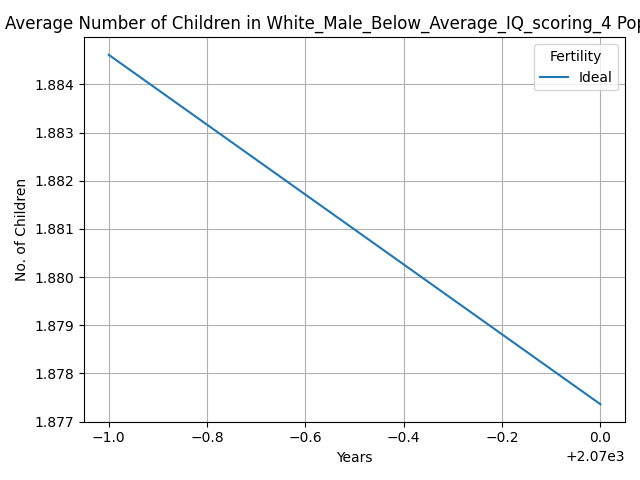 Average Number of Children in White_Male_Below_Average_IQ_scoring_4 Pop
Fertility
Ideal
No. of Children
1.884
1.883
1.882
1.881
1.880
1.879
1.878
1.877
−1.0 −0.8 −0.6 −0.4 −0.2 0.0
+2.07e3
Years